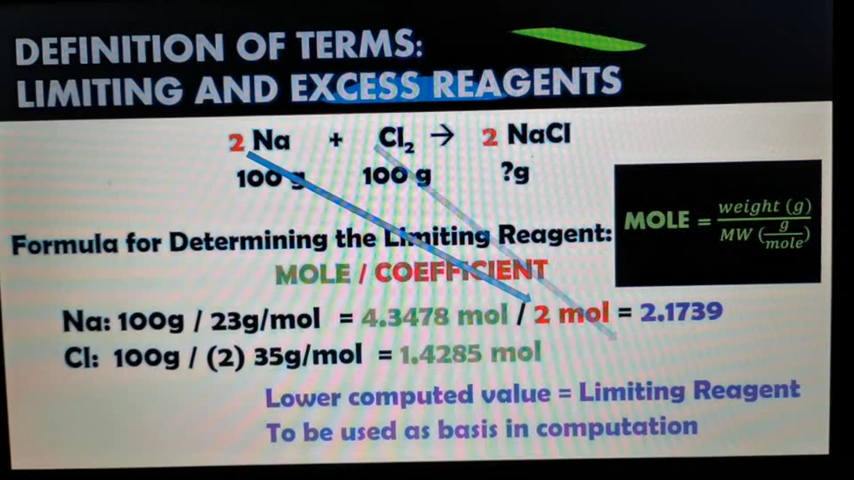 DEFINITION OF TERMS:
LIMITING AND EXCESS REAGENTS
2 Na + Cl₂ → 2 NaCl
100 g 100 g ?g
MOLE = weight (g) / MW (g/mole)
Formula for Determining the Limiting Reagent:
MOLE / COEFFICIENT
Na: 100g / 23g/mol = 4.3478 mol / 2 mol = 2.1739
Cl: 100g / (2) 35g/mol = 1.4285 mol
Lower computed value = Limiting Reagent
To be used as basis in computation